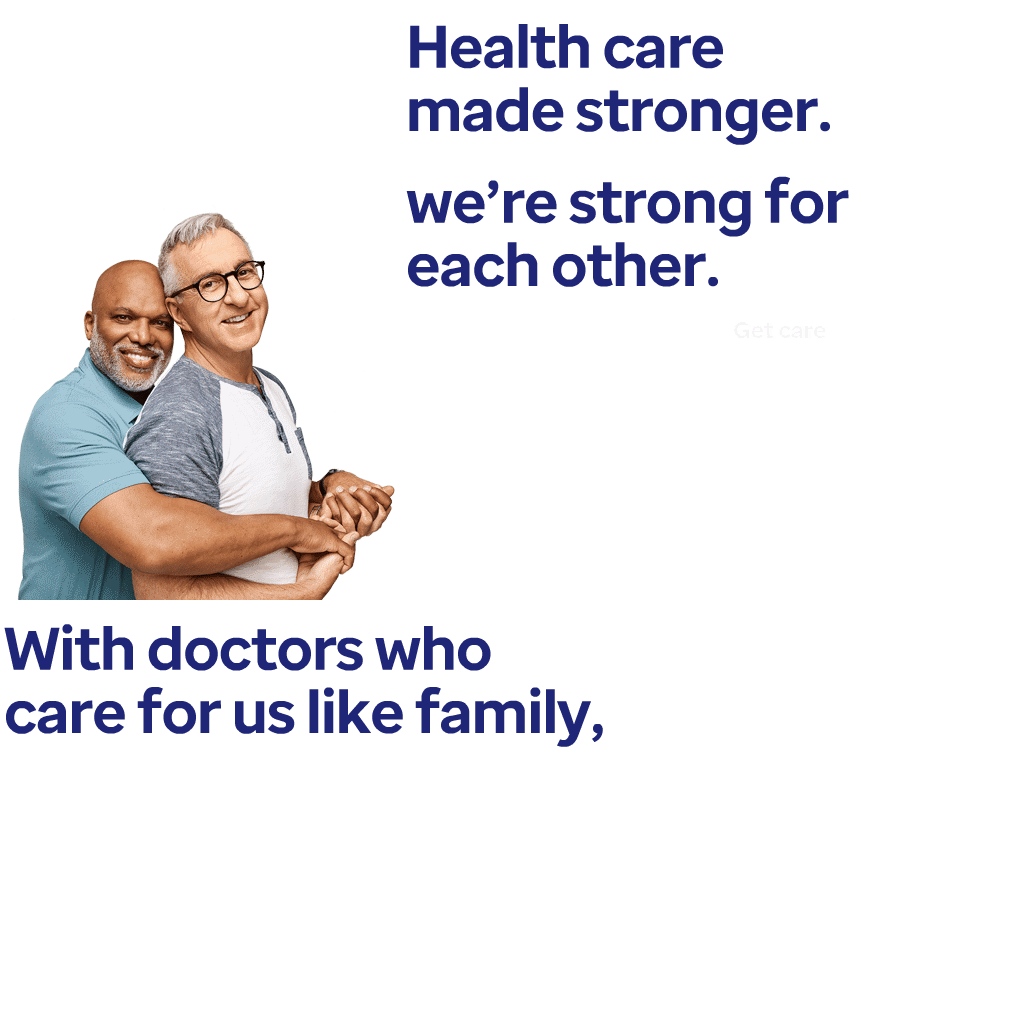 Health care
made stronger.
we’re strong for
each other.
Get care
With doctors who
care for us like family,